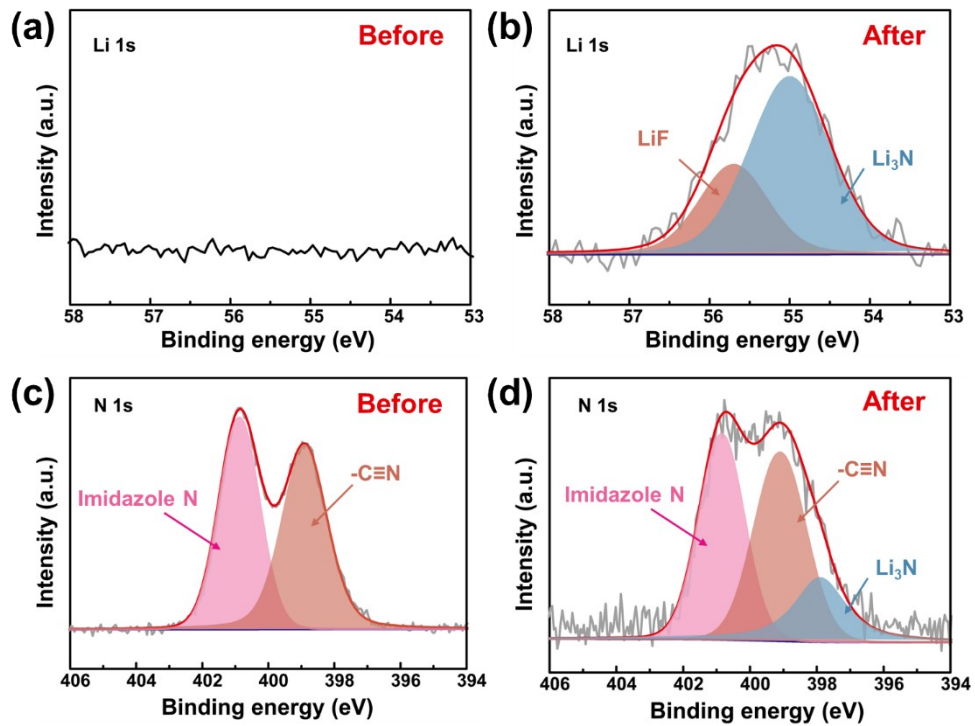 (a)
Li 1s
Before
Intensity (a.u.)
58 57 56 55 54 53
Binding energy (eV)
(b)
Li 1s
After
LiF
Li₃N
Intensity (a.u.)
58 57 56 55 54 53
Binding energy (eV)
(c)
N 1s
Before
-C≡N
Imidazole N
Intensity (a.u.)
406 404 402 400 398 396 394
Binding energy (eV)
(d)
N 1s
After
-C≡N
Imidazole N
Li₃N
Intensity (a.u.)
406 404 402 400 398 396 394
Binding energy (eV)